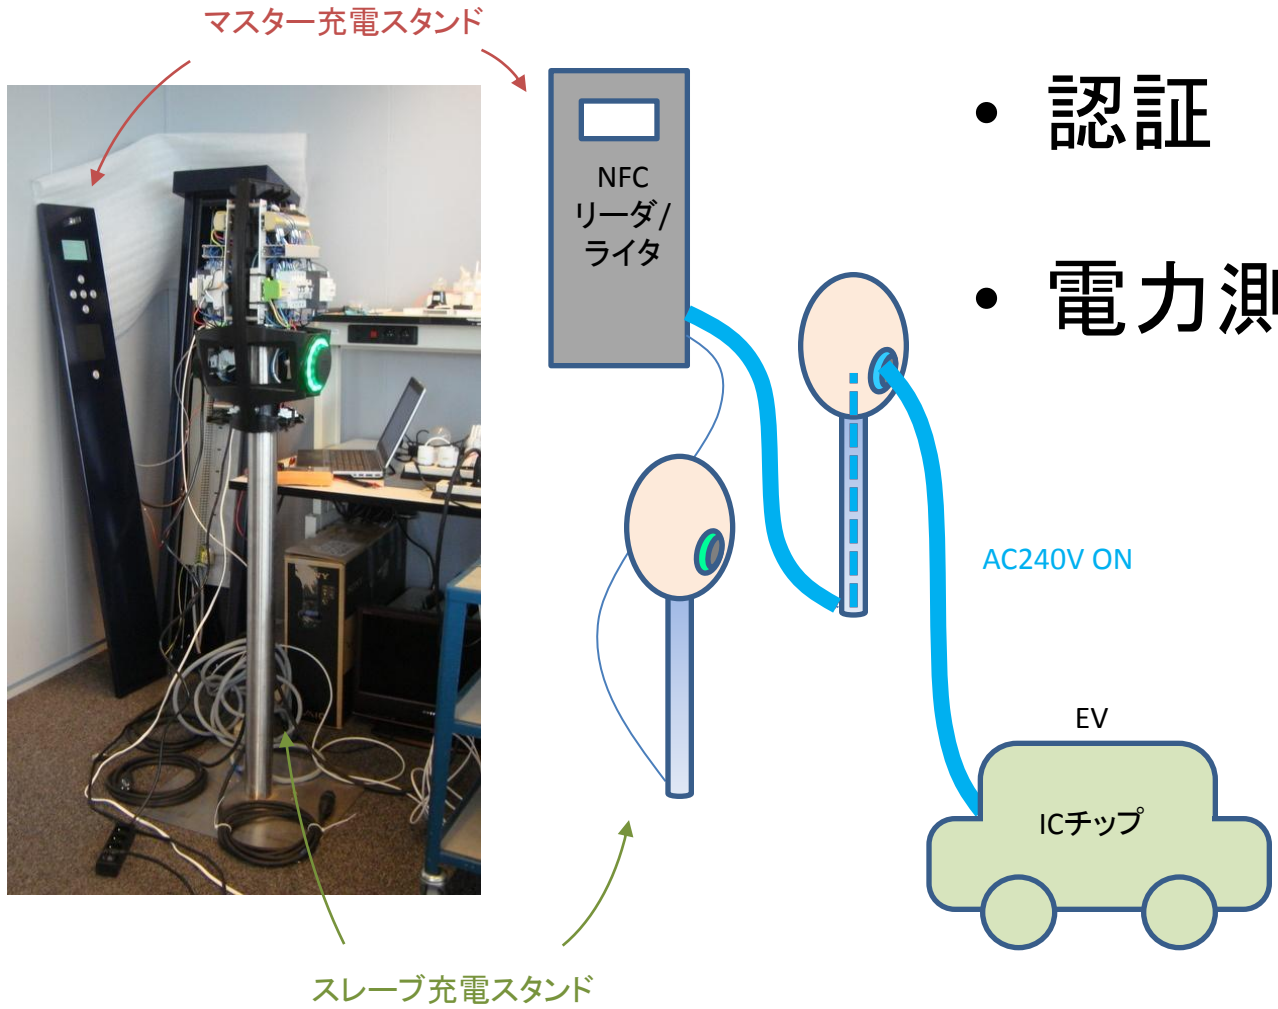 マスター充電スタンド
• 認証
NFC
リーダ/
ライタ
• 電力測
AC240V ON
EV
ICチップ
スレーブ充電スタンド